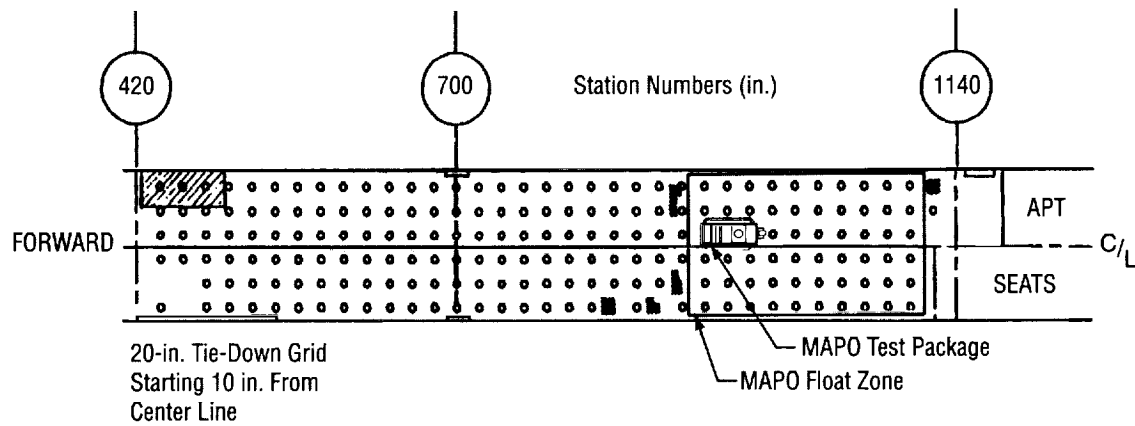 420
700
Station Numbers (in.)
1140
FORWARD
APT
C/L
SEATS
20-in. Tie-Down Grid
Starting 10 in. From
Center Line
MAPO Test Package
MAPO Float Zone